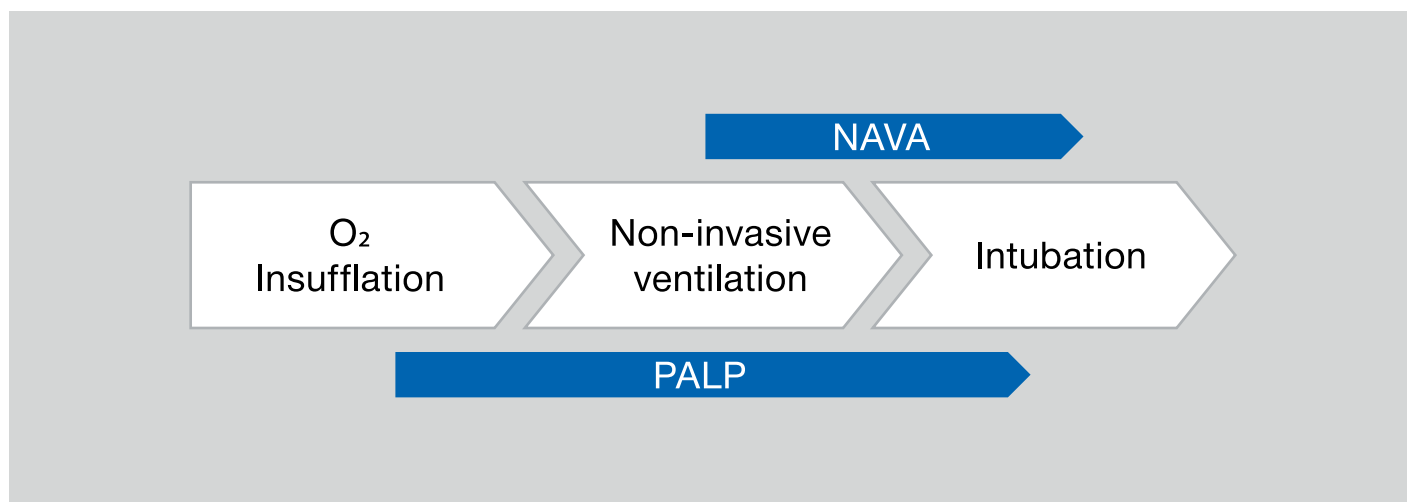 NAVA
O₂
Insufflation
Non-invasive
ventilation
Intubation
PALP